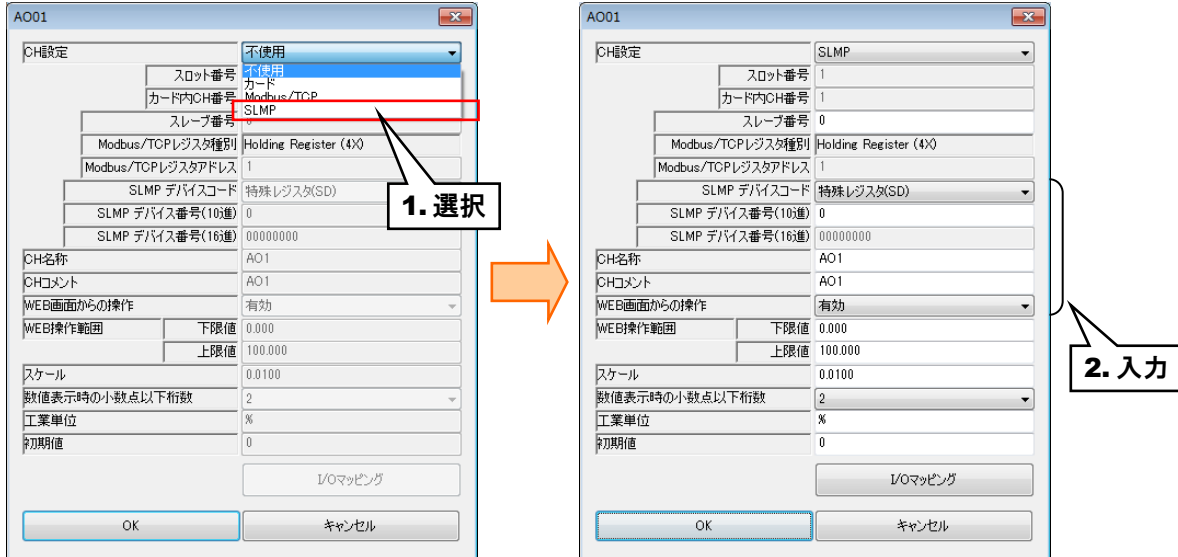 AO01
CH設定 不使用
不使用
カード
Modbus/TCP
SLMP
スロット番号
カード内CH番号
スレーブ番号 0
Modbus/TCPレジスタ種別 Holding Register (4X)
Modbus/TCPレジスタアドレス 1
SLMP デバイスコード 特殊レジスタ(SD)
SLMP デバイス番号(10進) 0
SLMP デバイス番号(16進) 00000000
CH名称 AO1
CHコメント AO1
WEB画面からの操作 有効
WEB操作範囲 下限値 0.000
上限値 100.000
スケール 0.0100
数値表示時の小数点以下桁数 2
工業単位 %
初期値 0
I/Oマッピング
OK キャンセル
1. 選択
AO01
CH設定 SLMP
スロット番号 1
カード内CH番号 1
スレーブ番号 0
Modbus/TCPレジスタ種別 Holding Register (4X)
Modbus/TCPレジスタアドレス 1
SLMP デバイスコード 特殊レジスタ(SD)
SLMP デバイス番号(10進) 0
SLMP デバイス番号(16進) 00000000
CH名称 AO1
CHコメント AO1
WEB画面からの操作 有効
WEB操作範囲 下限値 0.000
上限値 100.000
スケール 0.0100
数値表示時の小数点以下桁数 2
工業単位 %
初期値 0
I/Oマッピング
OK キャンセル
2. 入力